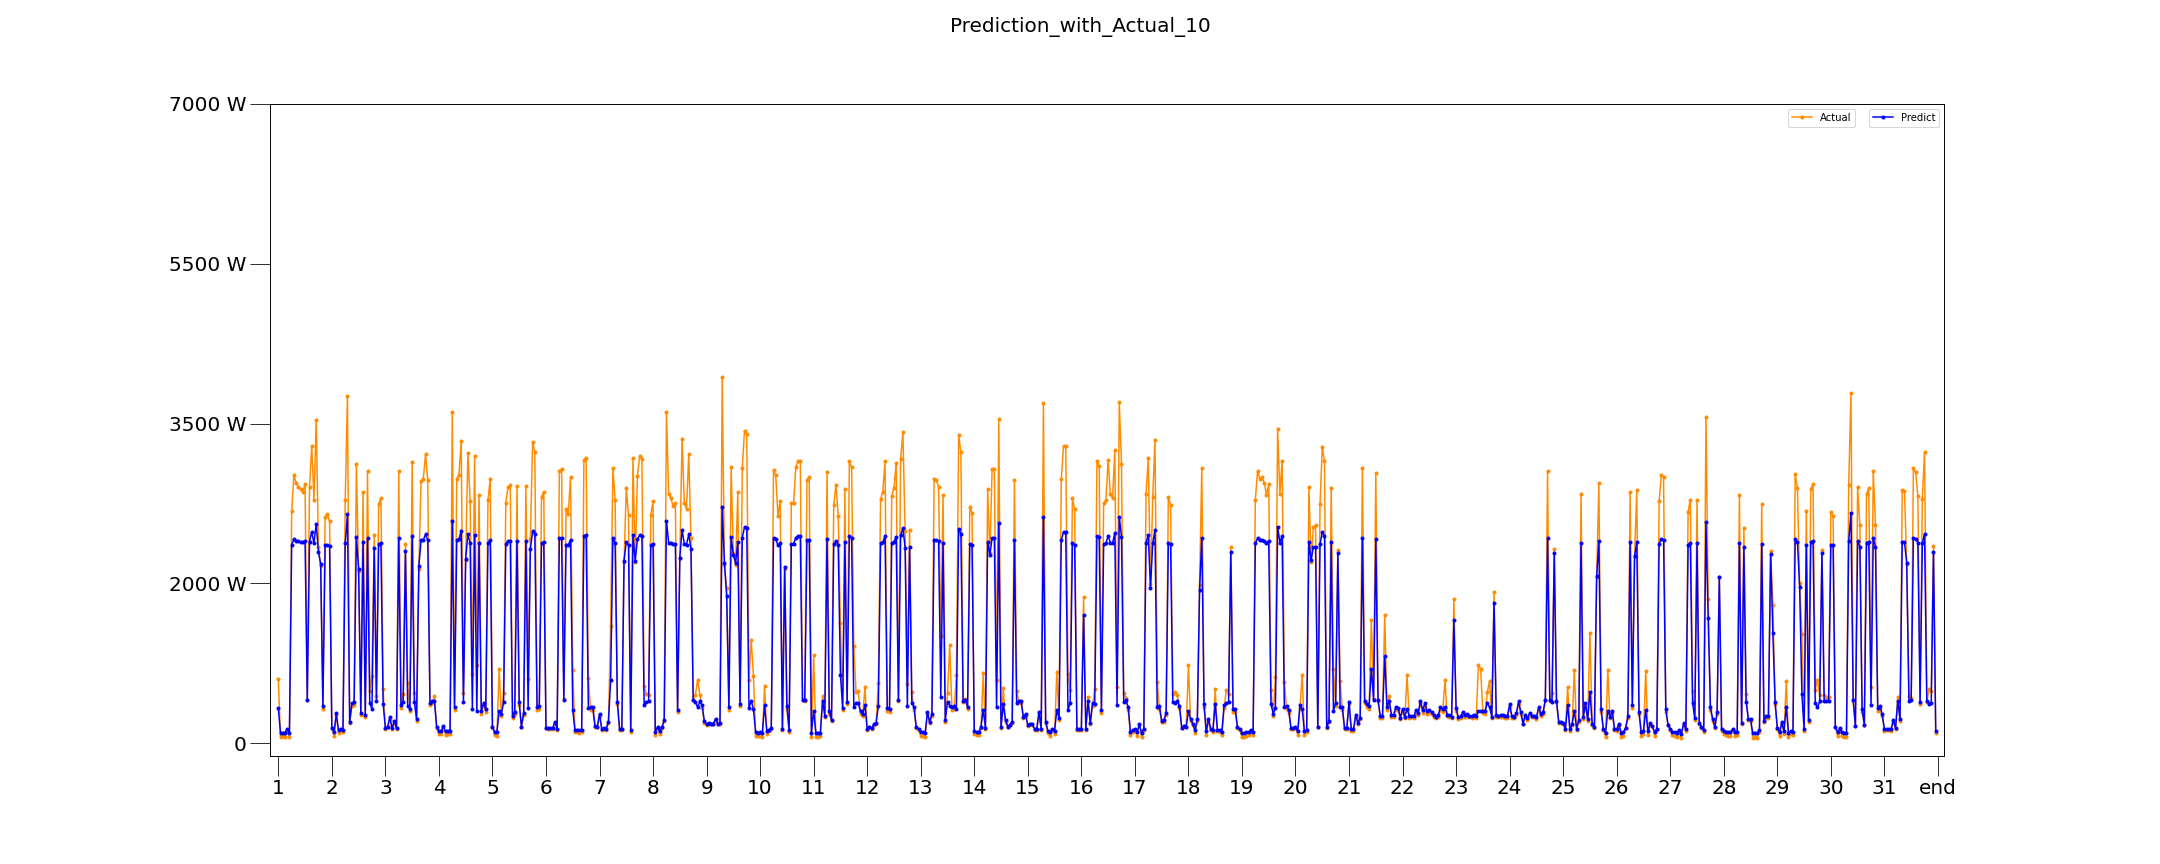 Prediction_with_Actual_10
7000 W
Actual Predict
5500 W
3500 W
2000 W
0
1 2 3 4 5 6 7 8 9 10 11 12 13 14 15 16 17 18 19 20 21 22 23 24 25 26 27 28 29 30 31 end